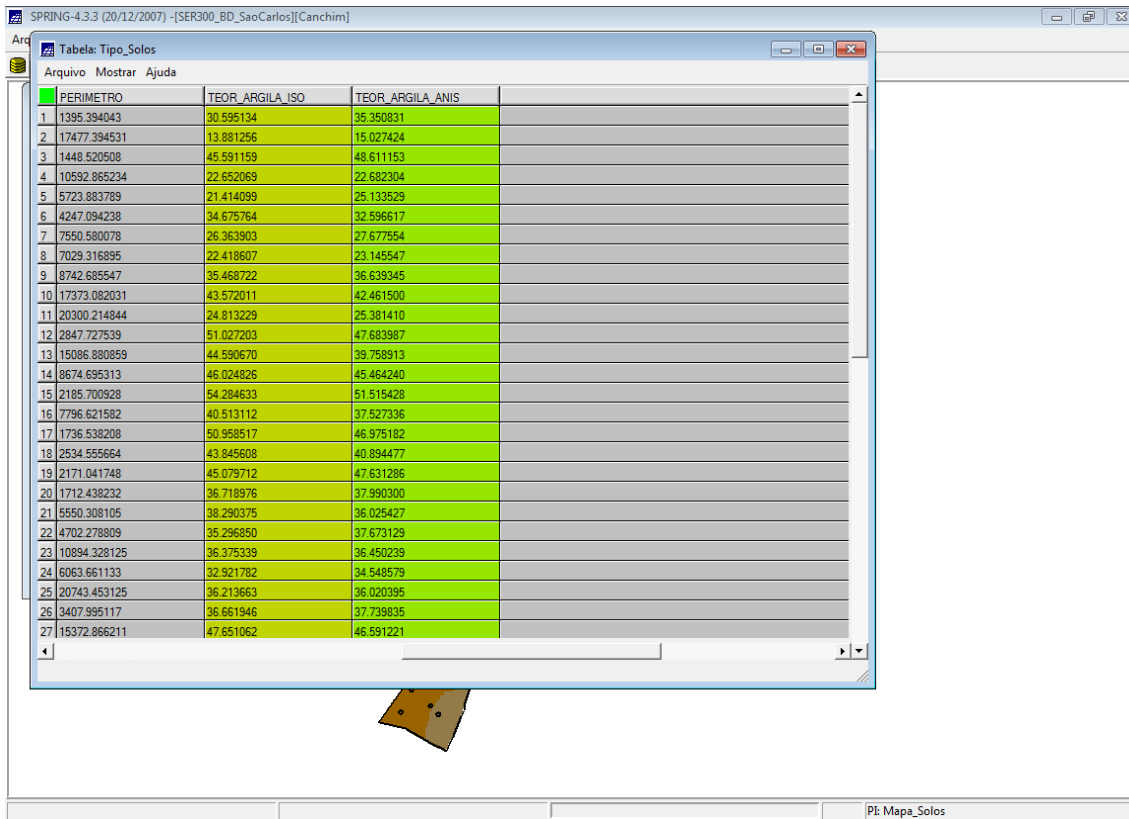 SPRING-4.3.3 (20/12/2007) -[SER300_BD_SaoCarlos][Canchim]
Arq
Tabela: Tipo_Solos
Arquivo Mostrar Ajuda
PERIMETRO TEOR_ARGILA_ISO TEOR_ARGILA_ANIS
1 1395.394043 30.595134 35.350831
2 17477.394531 13.881256 15.027424
3 1448.520508 45.591159 48.611153
4 10592.865234 22.652069 22.682304
5 5723.883789 21.414099 25.133529
6 4247.094238 34.675764 32.596617
7 7550.580078 26.363903 27.677554
8 7029.316895 22.418607 23.145547
9 8742.685547 35.468722 36.639345
10 17373.082031 43.572011 42.461500
11 20300.214844 24.813229 25.381410
12 2847.727539 51.027203 47.683987
13 15086.880859 44.590670 39.758913
14 8674.695313 46.024826 45.464240
15 2185.700928 54.284633 51.515428
16 7796.621582 40.513112 37.527336
17 1736.538208 50.958517 46.975182
18 2534.555664 43.845608 40.894477
19 2171.041748 45.079712 47.631286
20 1712.438232 36.718976 37.990300
21 5550.308105 38.290375 36.025427
22 4702.278809 35.296850 37.673129
23 10894.328125 36.375339 36.450239
24 6063.661133 32.921782 34.548579
25 20743.453125 36.213663 36.020395
26 3407.995117 36.661946 37.739835
27 15372.866211 47.651062 46.591221
PI: Mapa_Solos